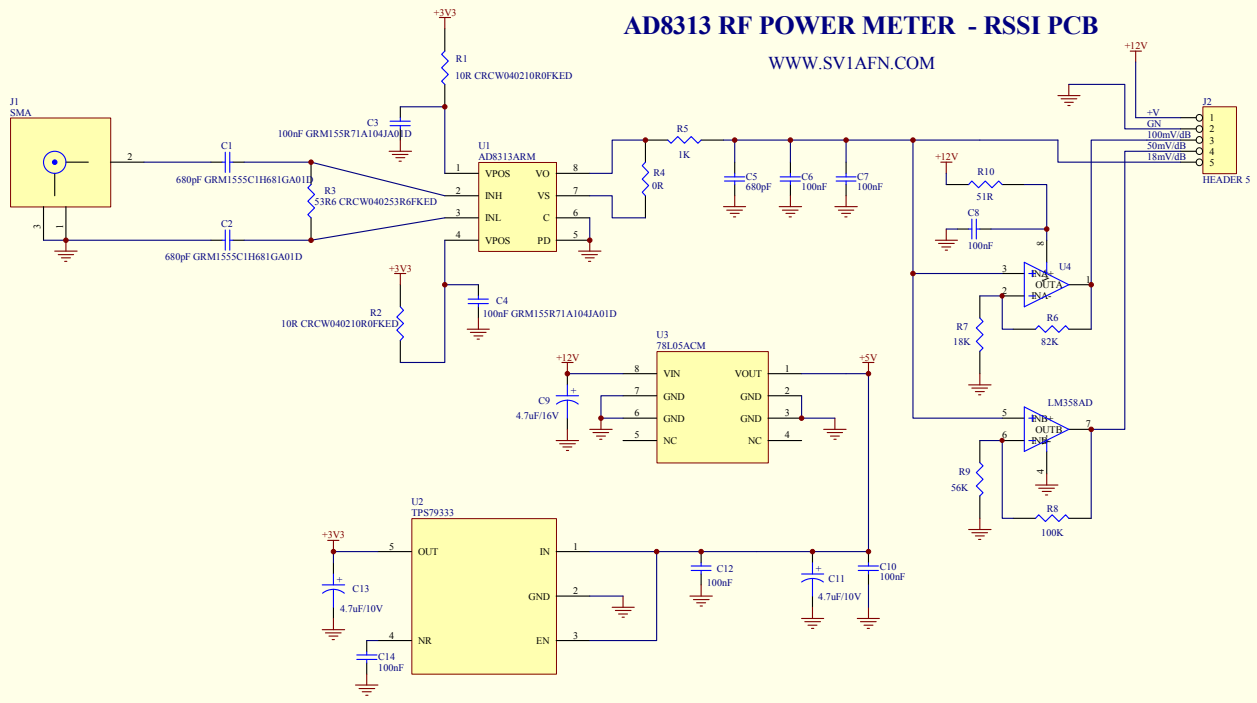 AD8313 RF POWER METER - RSSI PCB
WWW.SV1AFN.COM
+3V3
R1
10R CRCW040210R0FKED
C3
100nF GRM155R71A104JA01D
J1
SMA
2
3
1
C1
680pF GRM1555C1H681GA01D
R3
53R6 CRCW040253R6FKED
C2
680pF GRM1555C1H681GA01D
U1
AD8313ARM
1 VPOS VO 8
2 INH VS 7
3 INL C 6
4 VPOS PD 5
R4
0R
R5
1K
C5
680pF
C6
100nF
C7
100nF
+12V
J2
+V 1
GN 2
100mV/dB 3
50mV/dB 4
18mV/dB 5
HEADER 5
+12V
R10
51R
C8
100nF
8
U4
3 INA+
OUTA 1
2 INA-
R7
18K
R6
82K
+3V3
R2
10R CRCW040210R0FKED
C4
100nF GRM155R71A104JA01D
U3
78L05ACM
+12V
+5V
8 VIN VOUT 1
7 GND GND 2
6 GND GND 3
5 NC NC 4
C9
+
4.7uF/16V
LM358AD
5 INB+
OUTB 7
6 INB-
4
R9
56K
R8
100K
U2
TPS79333
+3V3
5 OUT IN 1
GND 2
4 NR EN 3
C13
+
4.7uF/10V
C14
100nF
C12
100nF
+
C11
4.7uF/10V
C10
100nF